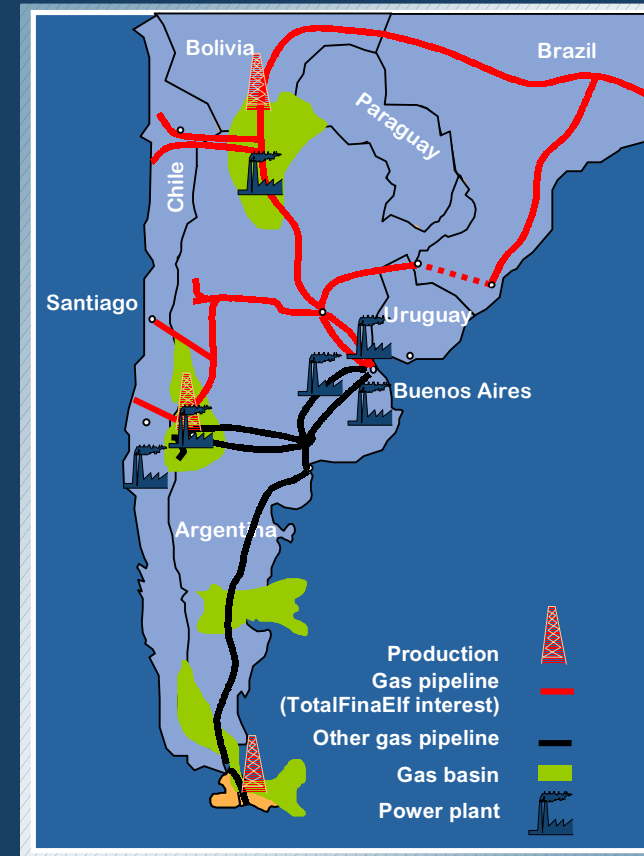 Bolivia
Brazil
Paraguay
Chile
Santiago
Uruguay
Buenos Aires
Argentina
Production
Gas pipeline
(TotalFinaElf interest)
Other gas pipeline
Gas basin
Power plant